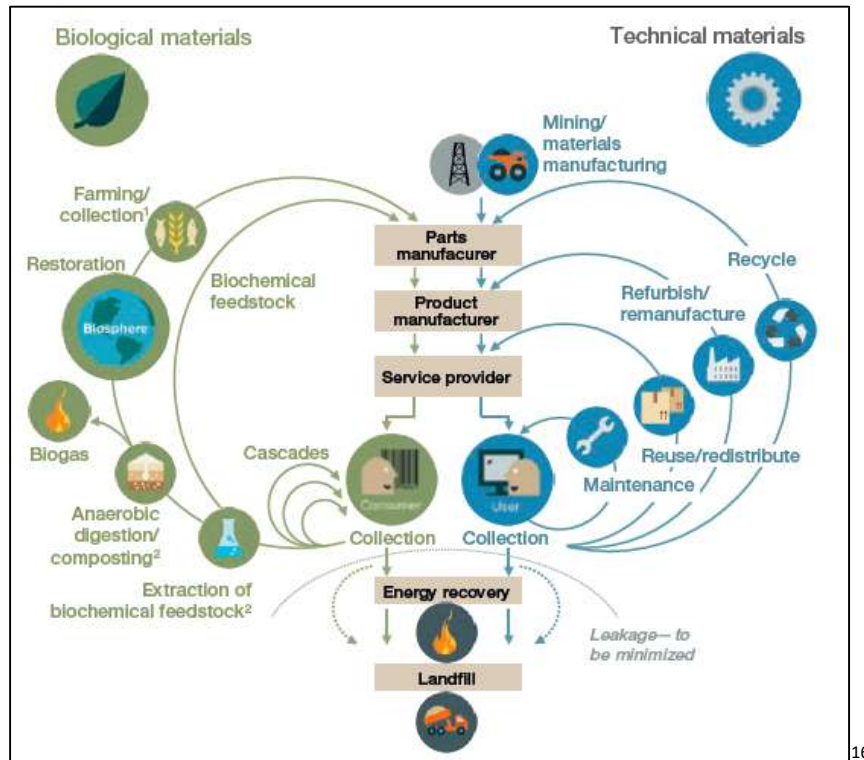 Biological materials
Technical materials
Mining/
materials
manufacturing
Farming/
collection¹
Parts
manufacurer
Restoration
Biochemical
feedstock
Recycle
Refurbish/
remanufacture
Biosphere
Product
manufacturer
Service provider
Biogas
Cascades
Reuse/redistribute
Maintenance
Consumer
User
Anaerobic
digestion/
composting²
Collection
Collection
Extraction of
biochemical feedstock²
Energy recovery
Leakage—to
be minimized
Landfill
16